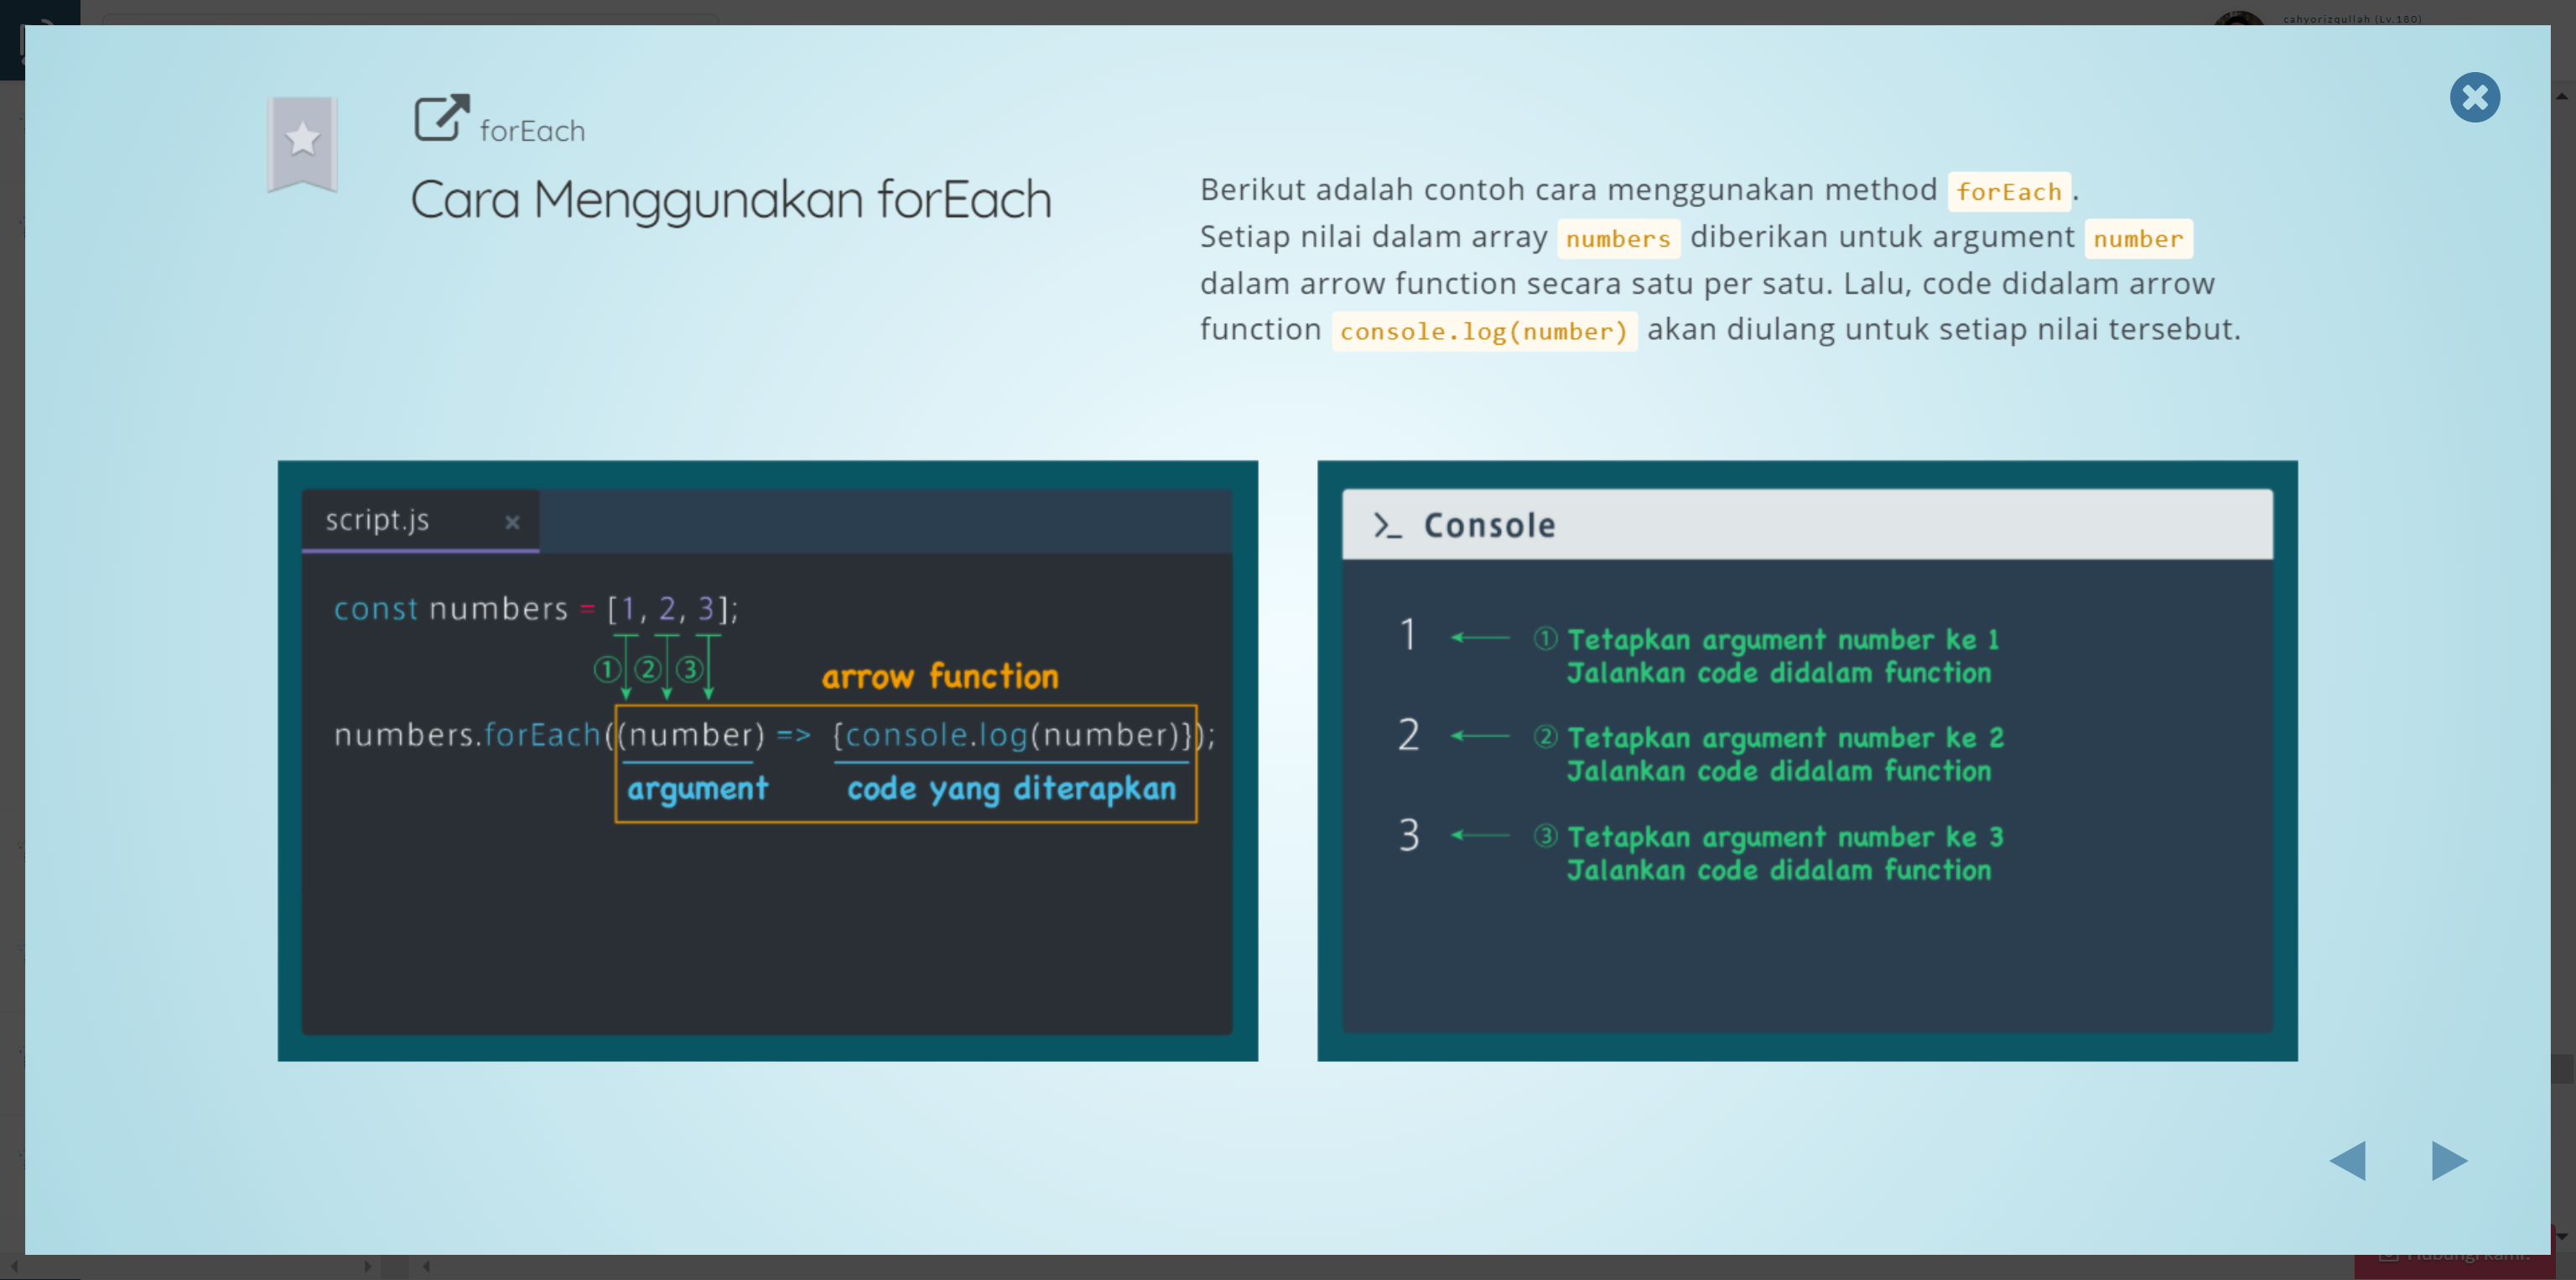 cahyorizqullah (Lv.180)
forEach
Cara Menggunakan forEach
Berikut adalah contoh cara menggunakan method forEach.
Setiap nilai dalam array numbers diberikan untuk argument number
dalam arrow function secara satu per satu. Lalu, code didalam arrow
function console.log(number) akan diulang untuk setiap nilai tersebut.
script.js ×
const numbers = [1, 2, 3];
① ② ③
arrow function
numbers.forEach((number) => {console.log(number)});
argument code yang diterapkan
>_ Console
1 ① Tetapkan argument number ke 1
Jalankan code didalam function
2 ② Tetapkan argument number ke 2
Jalankan code didalam function
3 ③ Tetapkan argument number ke 3
Jalankan code didalam function